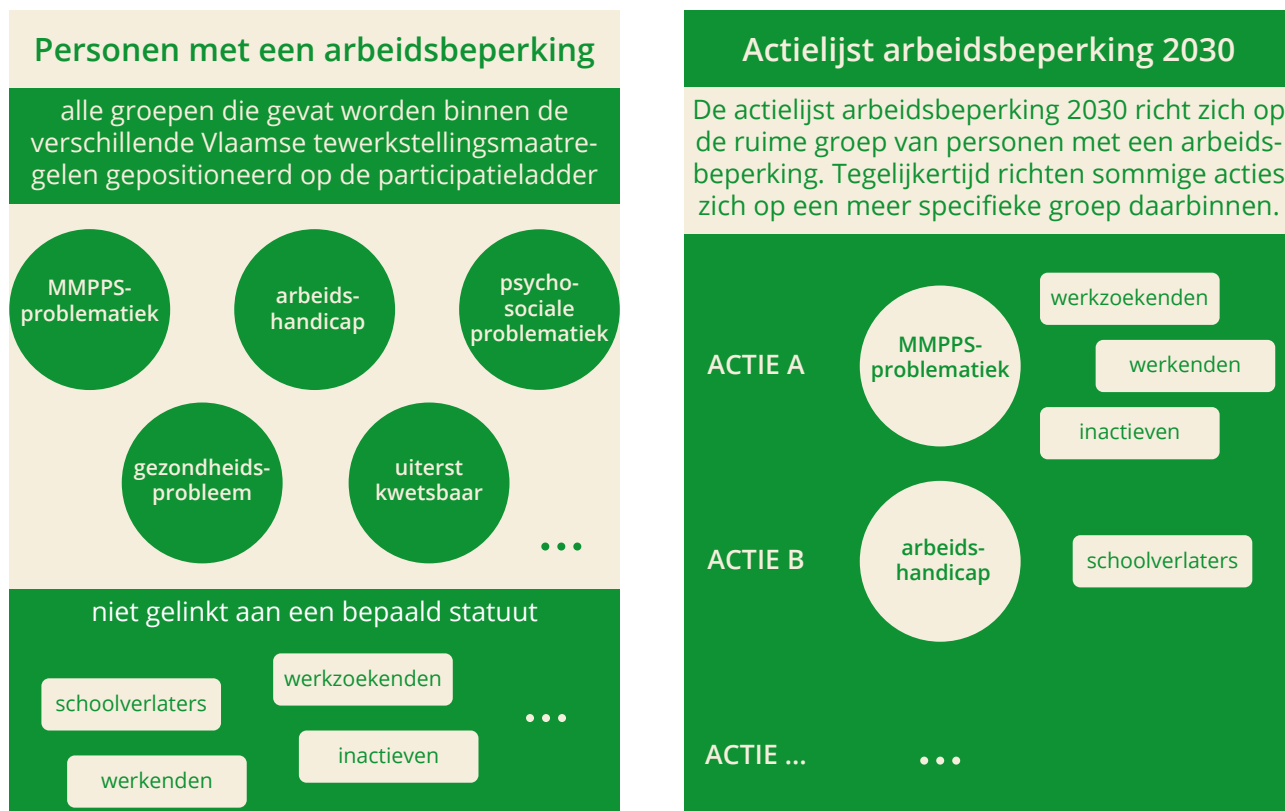 Personen met een arbeidsbeperking
alle groepen die gevat worden binnen de
verschillende Vlaamse tewerkstellingsmaatre-
gelen gepositioneerd op de participatieladder
MMPPS-
problematiek
arbeids-
handicap
psycho-
sociale
problematiek
gezondheids-
probleem
uiterst
kwetsbaar
...
niet gelinkt aan een bepaald statuut
schoolverlaters
werkzoekenden
...
werkenden
inactieven
Actielijst arbeidsbeperking 2030
De actielijst arbeidsbeperking 2030 richt zich op
de ruime groep van personen met een arbeids-
beperking. Tegelijkertijd richten sommige acties
zich op een meer specifieke groep daarbinnen.
ACTIE A
MMPPS-
problematiek
werkzoekenden
werkenden
inactieven
ACTIE B
arbeids-
handicap
schoolverlaters
ACTIE ...
...